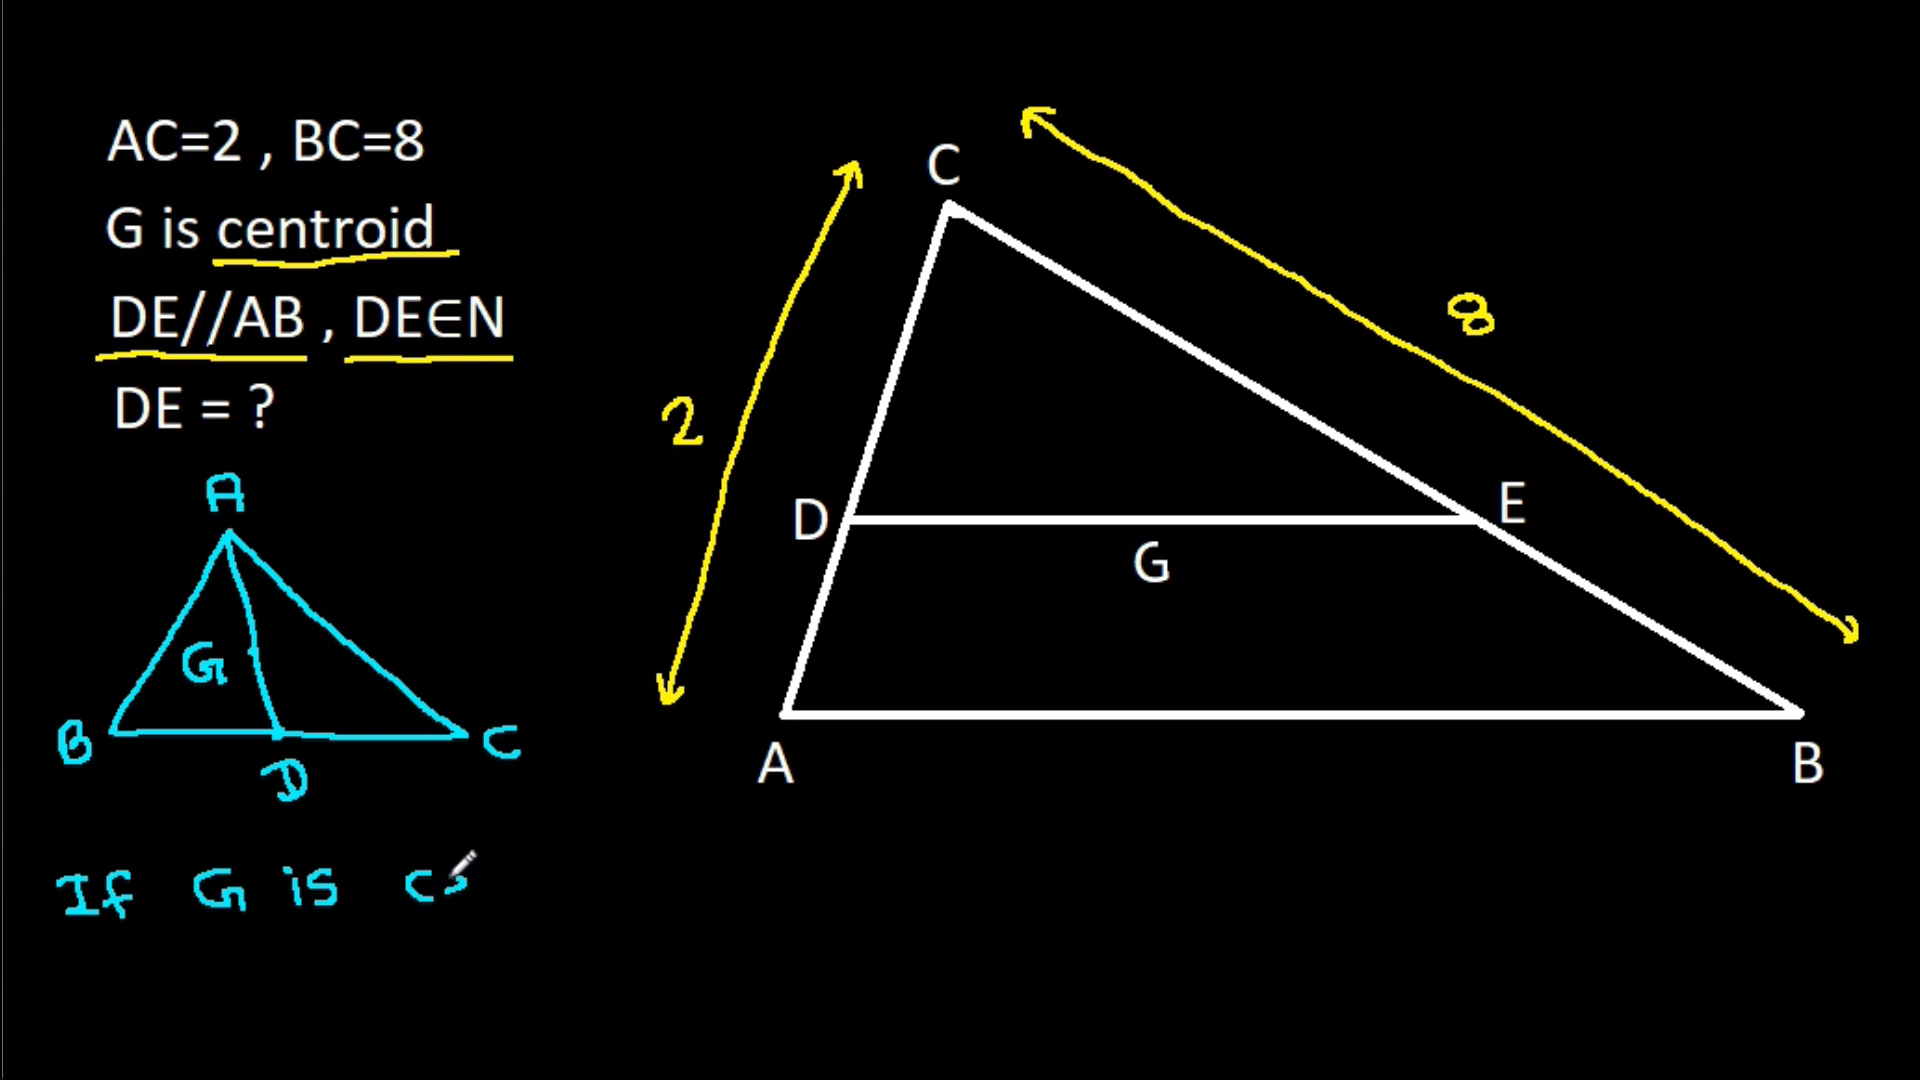 AC=2 , BC=8
G is centroid
DE//AB , DE∈N
DE = ?
A
G
B
C
D
If G is
C
2
8
D
E
G
A
B